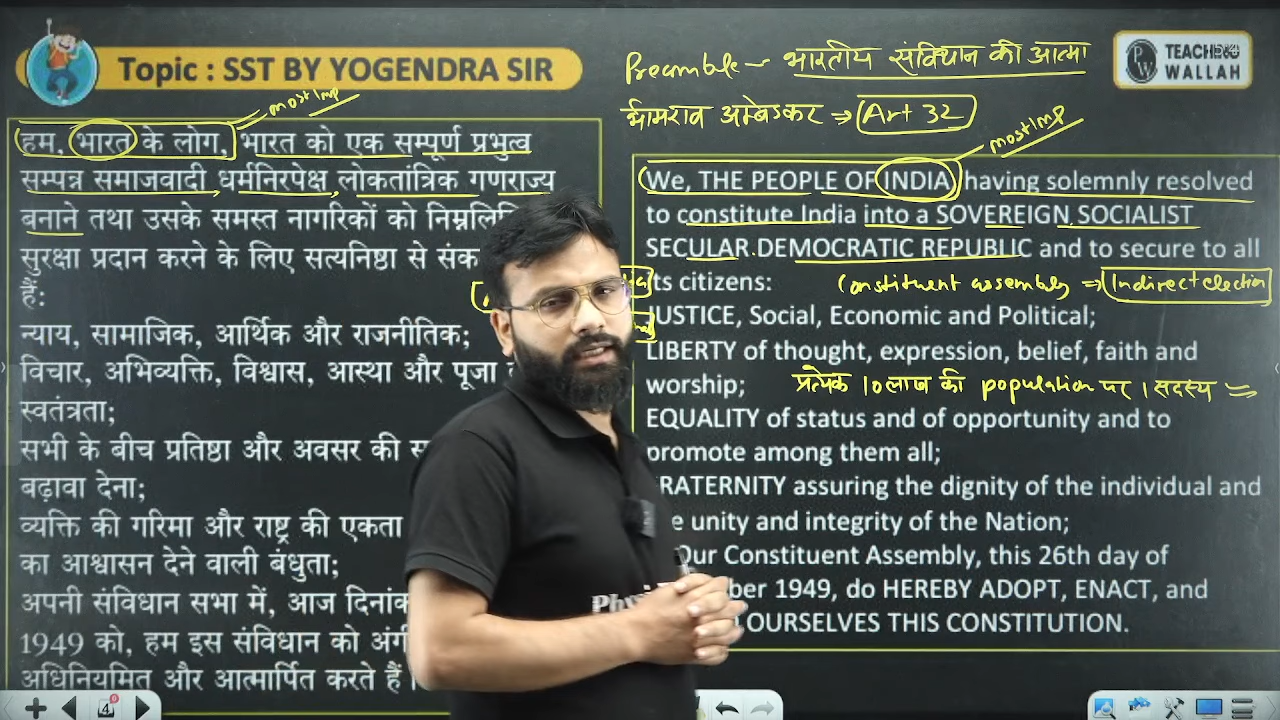 Topic : SST BY YOGENDRA SIR
Preamble - भारतीय संविधान की आत्मा
भीमराव अम्बेडकर ⇒ Art 32
TEACHERS
WALLAH
most Imp
हम, भारत के लोग, भारत को एक सम्पूर्ण प्रभुत्व
सम्पन्न समाजवादी, धर्मनिरपेक्ष, लोकतांत्रिक गणराज्य
बनाने तथा उसके समस्त नागरिकों को
सुरक्षा प्रदान करने के लिए सत्यनिष्ठा से
हैं:
न्याय, सामाजिक, आर्थिक और राजनीतिक;
विचार, अभिव्यक्ति, विश्वास, आस्था और पूजा
स्वतंत्रता;
सभी के बीच प्रतिष्ठा और अवसर की
बढ़ावा देना;
व्यक्ति की गरिमा और राष्ट्र की एकता
का आश्वासन देने वाली बंधुता;
अपनी संविधान सभा में, आज दिनांक
1949 को, हम इस संविधान को
अधिनियमित और आत्मार्पित करते हैं।
most Imp
We, THE PEOPLE OF INDIA, having solemnly resolved
to constitute India into a SOVEREIGN SOCIALIST
SECULAR DEMOCRATIC REPUBLIC and to secure to all
its citizens:
Constituent assembly ⇒ Indirect election
JUSTICE, Social, Economic and Political;
LIBERTY of thought, expression, belief, faith and
worship;
प्रत्येक 10 लाख की population पर 1 सदस्य
EQUALITY of status and of opportunity and to
promote among them all;
FRATERNITY assuring the dignity of the individual and
unity and integrity of the Nation;
Our Constituent Assembly, this 26th day of
1949, do HEREBY ADOPT, ENACT, and
OURSELVES THIS CONSTITUTION.
4